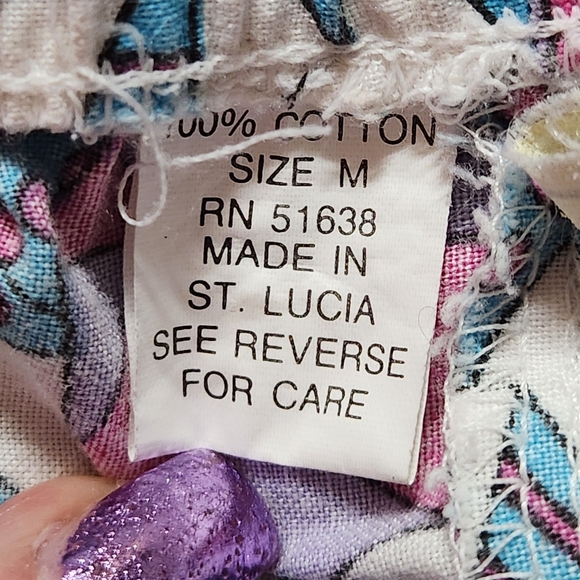 100% COTTON
SIZE M
RN 51638
MADE IN
ST. LUCIA
SEE REVERSE
FOR CARE